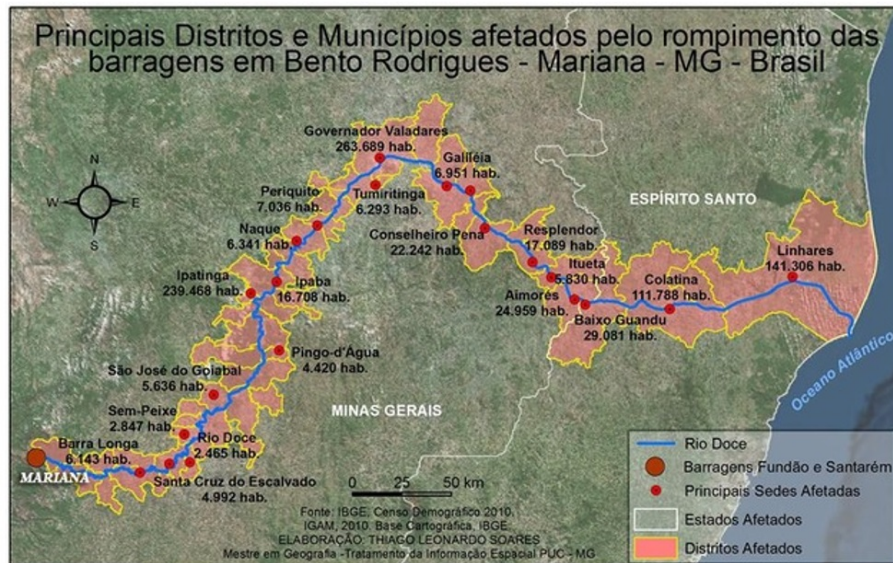 Principais Distritos e Municípios afetados pelo rompimento das
barragens em Bento Rodrigues - Mariana - MG - Brasil
Governador Valadares
263.689 hab.
Galiléia
6.951 hab.
Tumiritinga
6.293 hab.
Periquito
7.036 hab.
N
W
E
S
ESPÍRITO SANTO
Naque
6.341 hab.
Conselheiro Pena
22.242 hab.
Resplendor
17.089 hab.
Itueta
5.830 hab.
Linhares
141.306 hab.
Ipatinga
239.468 hab.
Ipaba
16.708 hab.
Aimorés
24.959 hab.
Colatina
111.788 hab.
Baixo Guandu
29.081 hab.
Pingo-d'Água
4.420 hab.
São José do Goiabal
5.636 hab.
Oceano Atlântico
Sem-Peixe
2.847 hab.
MINAS GERAIS
Barra Longa
6.143 hab.
Rio Doce
2.465 hab.
MARIANA
Santa Cruz do Escalvado
4.992 hab.
0 25 50 km
Fonte: IBGE, Censo Demográfico 2010.
IGAM, 2010. Base Cartográfica, IBGE.
ELABORAÇÃO: THIAGO LEONARDO SOARES
Mestre em Geografia -Tratamento da Informação Espacial PUC - MG
Rio Doce
Barragens Fundão e Santarém
Principais Sedes Afetadas
Estados Afetados
Distritos Afetados